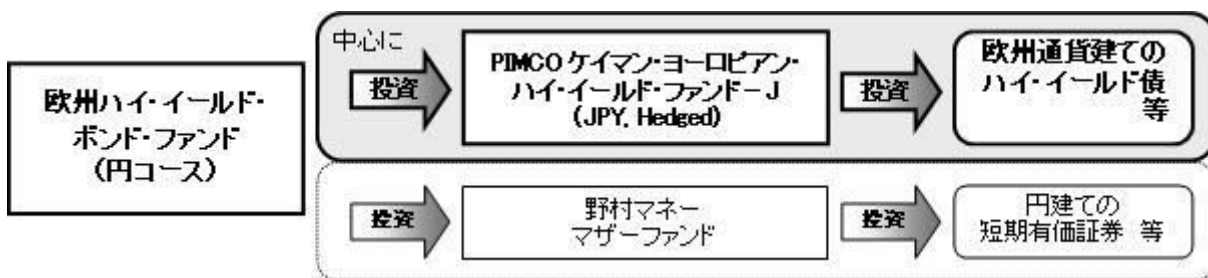 欧州ハイ・イールド・
ボンド・ファンド
（円コース）
中心に
投資
PIMCO ケイマン・ヨーロピアン・
ハイ・イールド・ファンド－J
（JPY, Hedged）
投資
欧州通貨建ての
ハイ・イールド債
等
投資
野村マネー
マザーファンド
投資
円建ての
短期有価証券 等